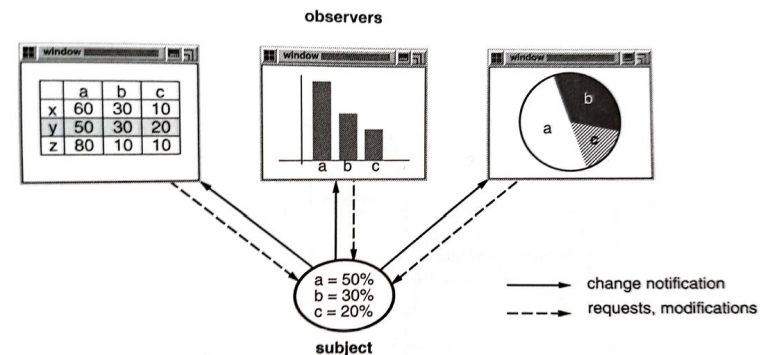 observers
window
a b c
x 60 30 10
y 50 30 20
z 80 10 10
window
a b c
window
a
b
c
a = 50%
b = 30%
c = 20%
subject
change notification
requests, modifications